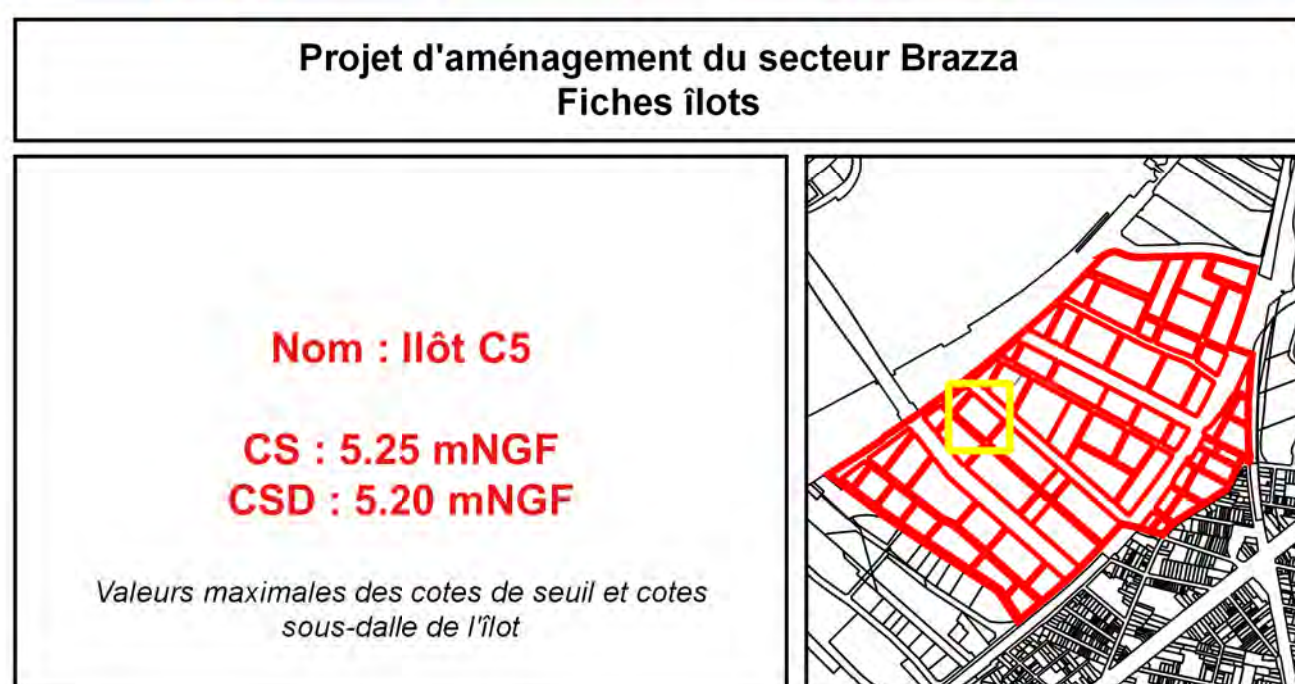 Projet d'aménagement du secteur Brazza
Fiches îlots
Nom : Ilôt C5
CS : 5.25 mNGF
CSD : 5.20 mNGF
Valeurs maximales des cotes de seuil et cotes
sous-dalle de l'îlot